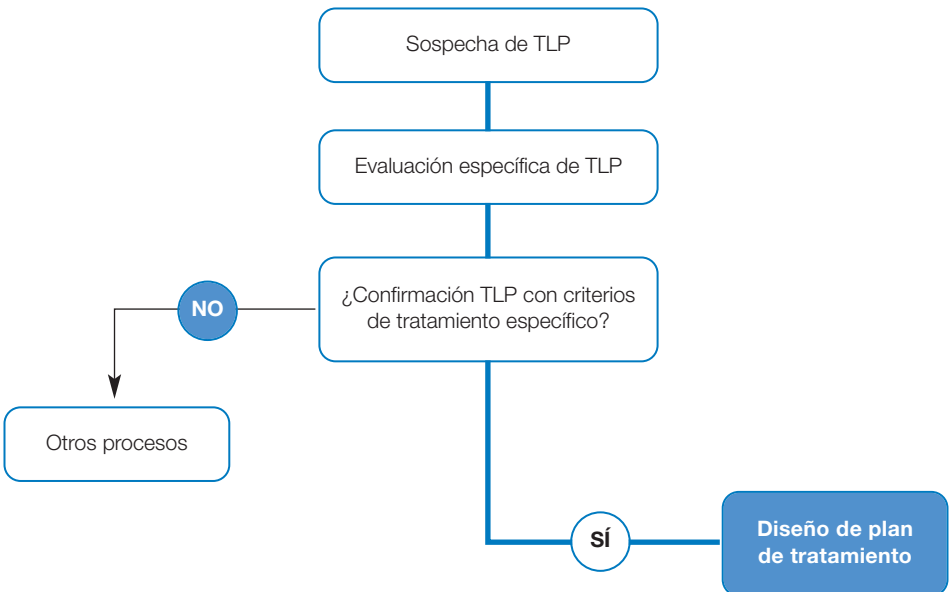 Sospecha de TLP
Evaluación específica de TLP
¿Confirmación TLP con criterios
de tratamiento específico?
NO
Otros procesos
SÍ
Diseño de plan
de tratamiento